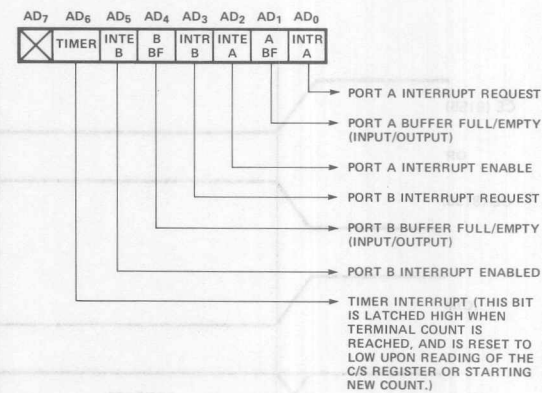 AD7 AD6 AD5 AD4 AD3 AD2 AD1 AD0
TIMER INTE B B BF INTR B INTE A A BF INTR A
PORT A INTERRUPT REQUEST
PORT A BUFFER FULL/EMPTY
(INPUT/OUTPUT)
PORT A INTERRUPT ENABLE
PORT B INTERRUPT REQUEST
PORT B BUFFER FULL/EMPTY
(INPUT/OUTPUT)
PORT B INTERRUPT ENABLED
TIMER INTERRUPT (THIS BIT
IS LATCHED HIGH WHEN
TERMINAL COUNT IS
REACHED, AND IS RESET TO
LOW UPON READING OF THE
C/S REGISTER OR STARTING
NEW COUNT.)